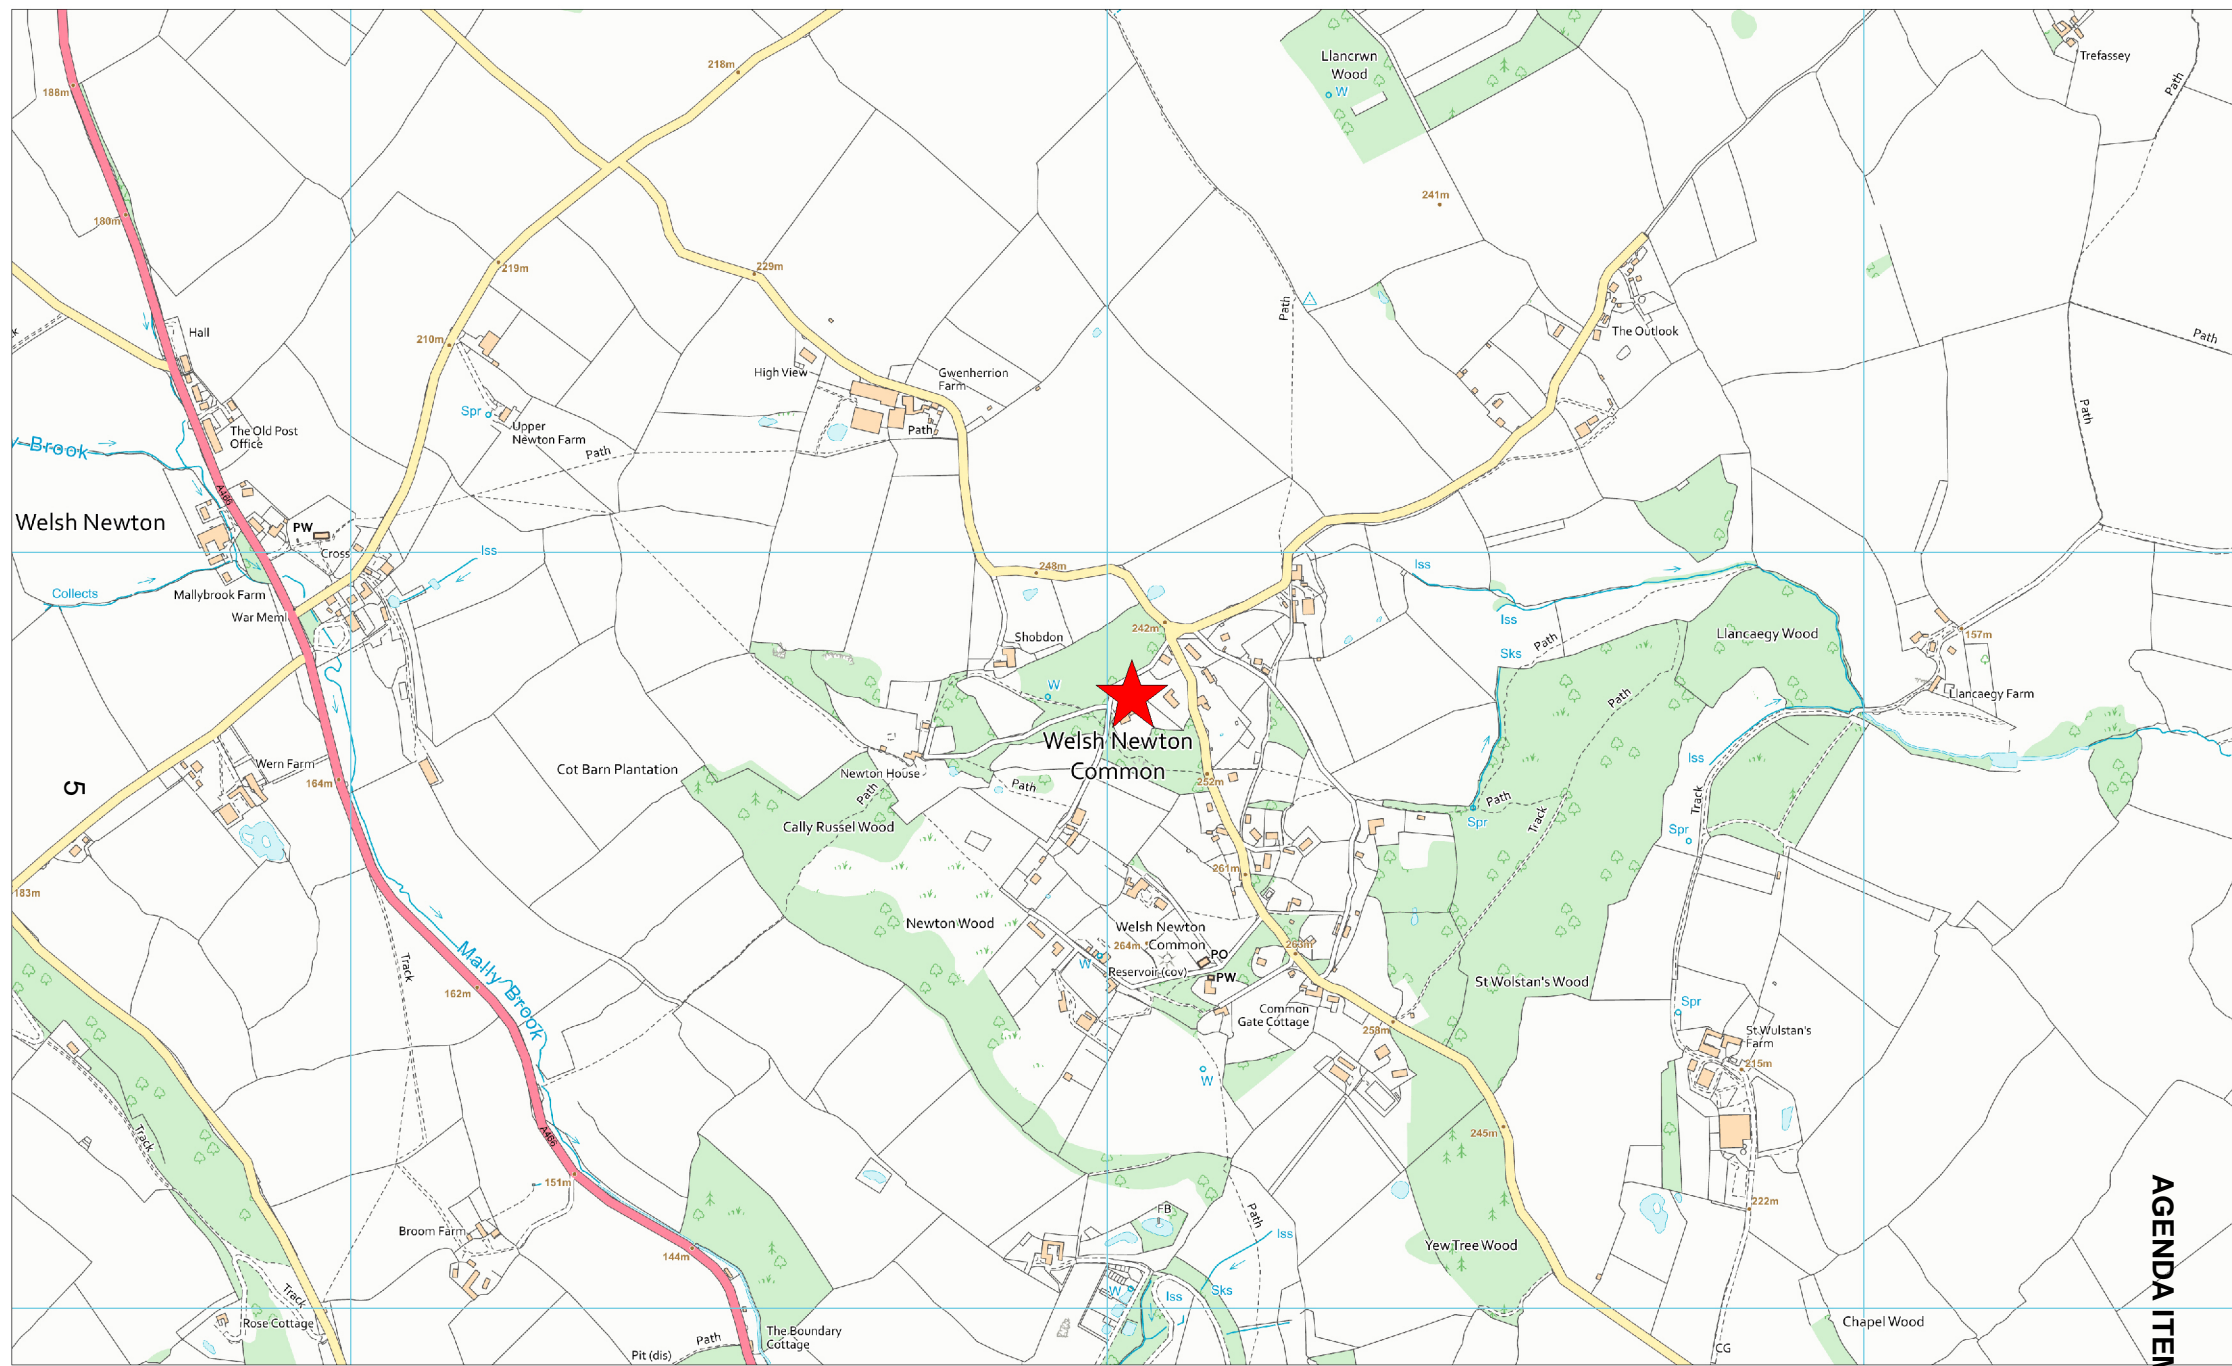 188m
218m
Llancrwn
Wood
W
Trefassey
Path
180m
241m
219m
229m
Path
Hall
210m
High View
Gwenherrion
Farm
The Outlook
Path
Path
Spr
Upper
Newton Farm
Path
The Old Post
Office
y Brook
Path
A466
Welsh Newton
PW
Cross
Iss
Collects
Mallybrook Farm
War Meml
248m
Iss
Iss
242m
Shobdon
Path
Sks
Llancaegy Wood
157m
W
Path
Llancaegy Farm
Welsh Newton
Common
Wern Farm
164m
5
Cot Barn Plantation
Newton House
Path
Path
252m
Iss
Cally Russel Wood
Path
Spr
Track
Track
Spr
261m
183m
Newton Wood
Welsh Newton
Common
264m
263m
PO
W
Reservoir (cov)
PW
Track
Mally Brook
162m
St Wolstan's Wood
Spr
Common
Gate Cottage
258m
St Wulstan's
Farm
215m
W
Track
A466
245m
151m
AGENDA ITEM
Broom Farm
FB
Path
222m
144m
Iss
Yew Tree Wood
W
Iss
Sks
Track
Rose Cottage
The Boundary
Cottage
Chapel Wood
Path
Pit (dis)
CG